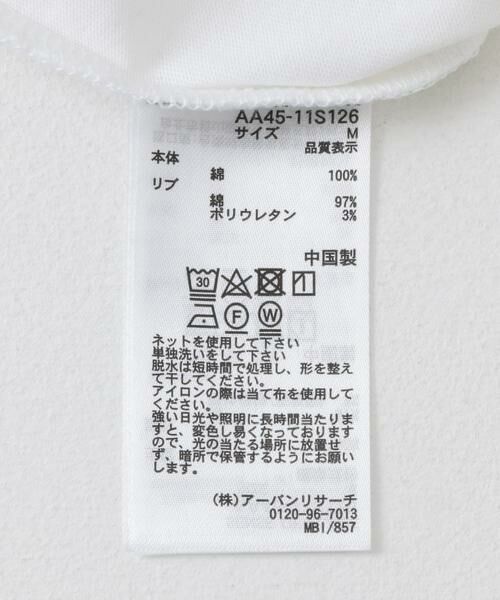 AA45-11S126
サイズ M
品質表示
本体
綿 100%
リブ
綿 97%
ポリウレタン 3%
中国製
30
F W
ネットを使用して下さい
単独洗いをして下さい
脱水は短時間で処理し、形を整え
て干してください。
アイロンの際は当て布を使用して
ください。
強い日光や照明に長時間当たりま
すと、変色し易くなっております
ので、光の当たる場所に放置せ
ず、暗所で保管するようにお願い
します。
(株)アーバンリサーチ
0120-96-7013
MBI/857